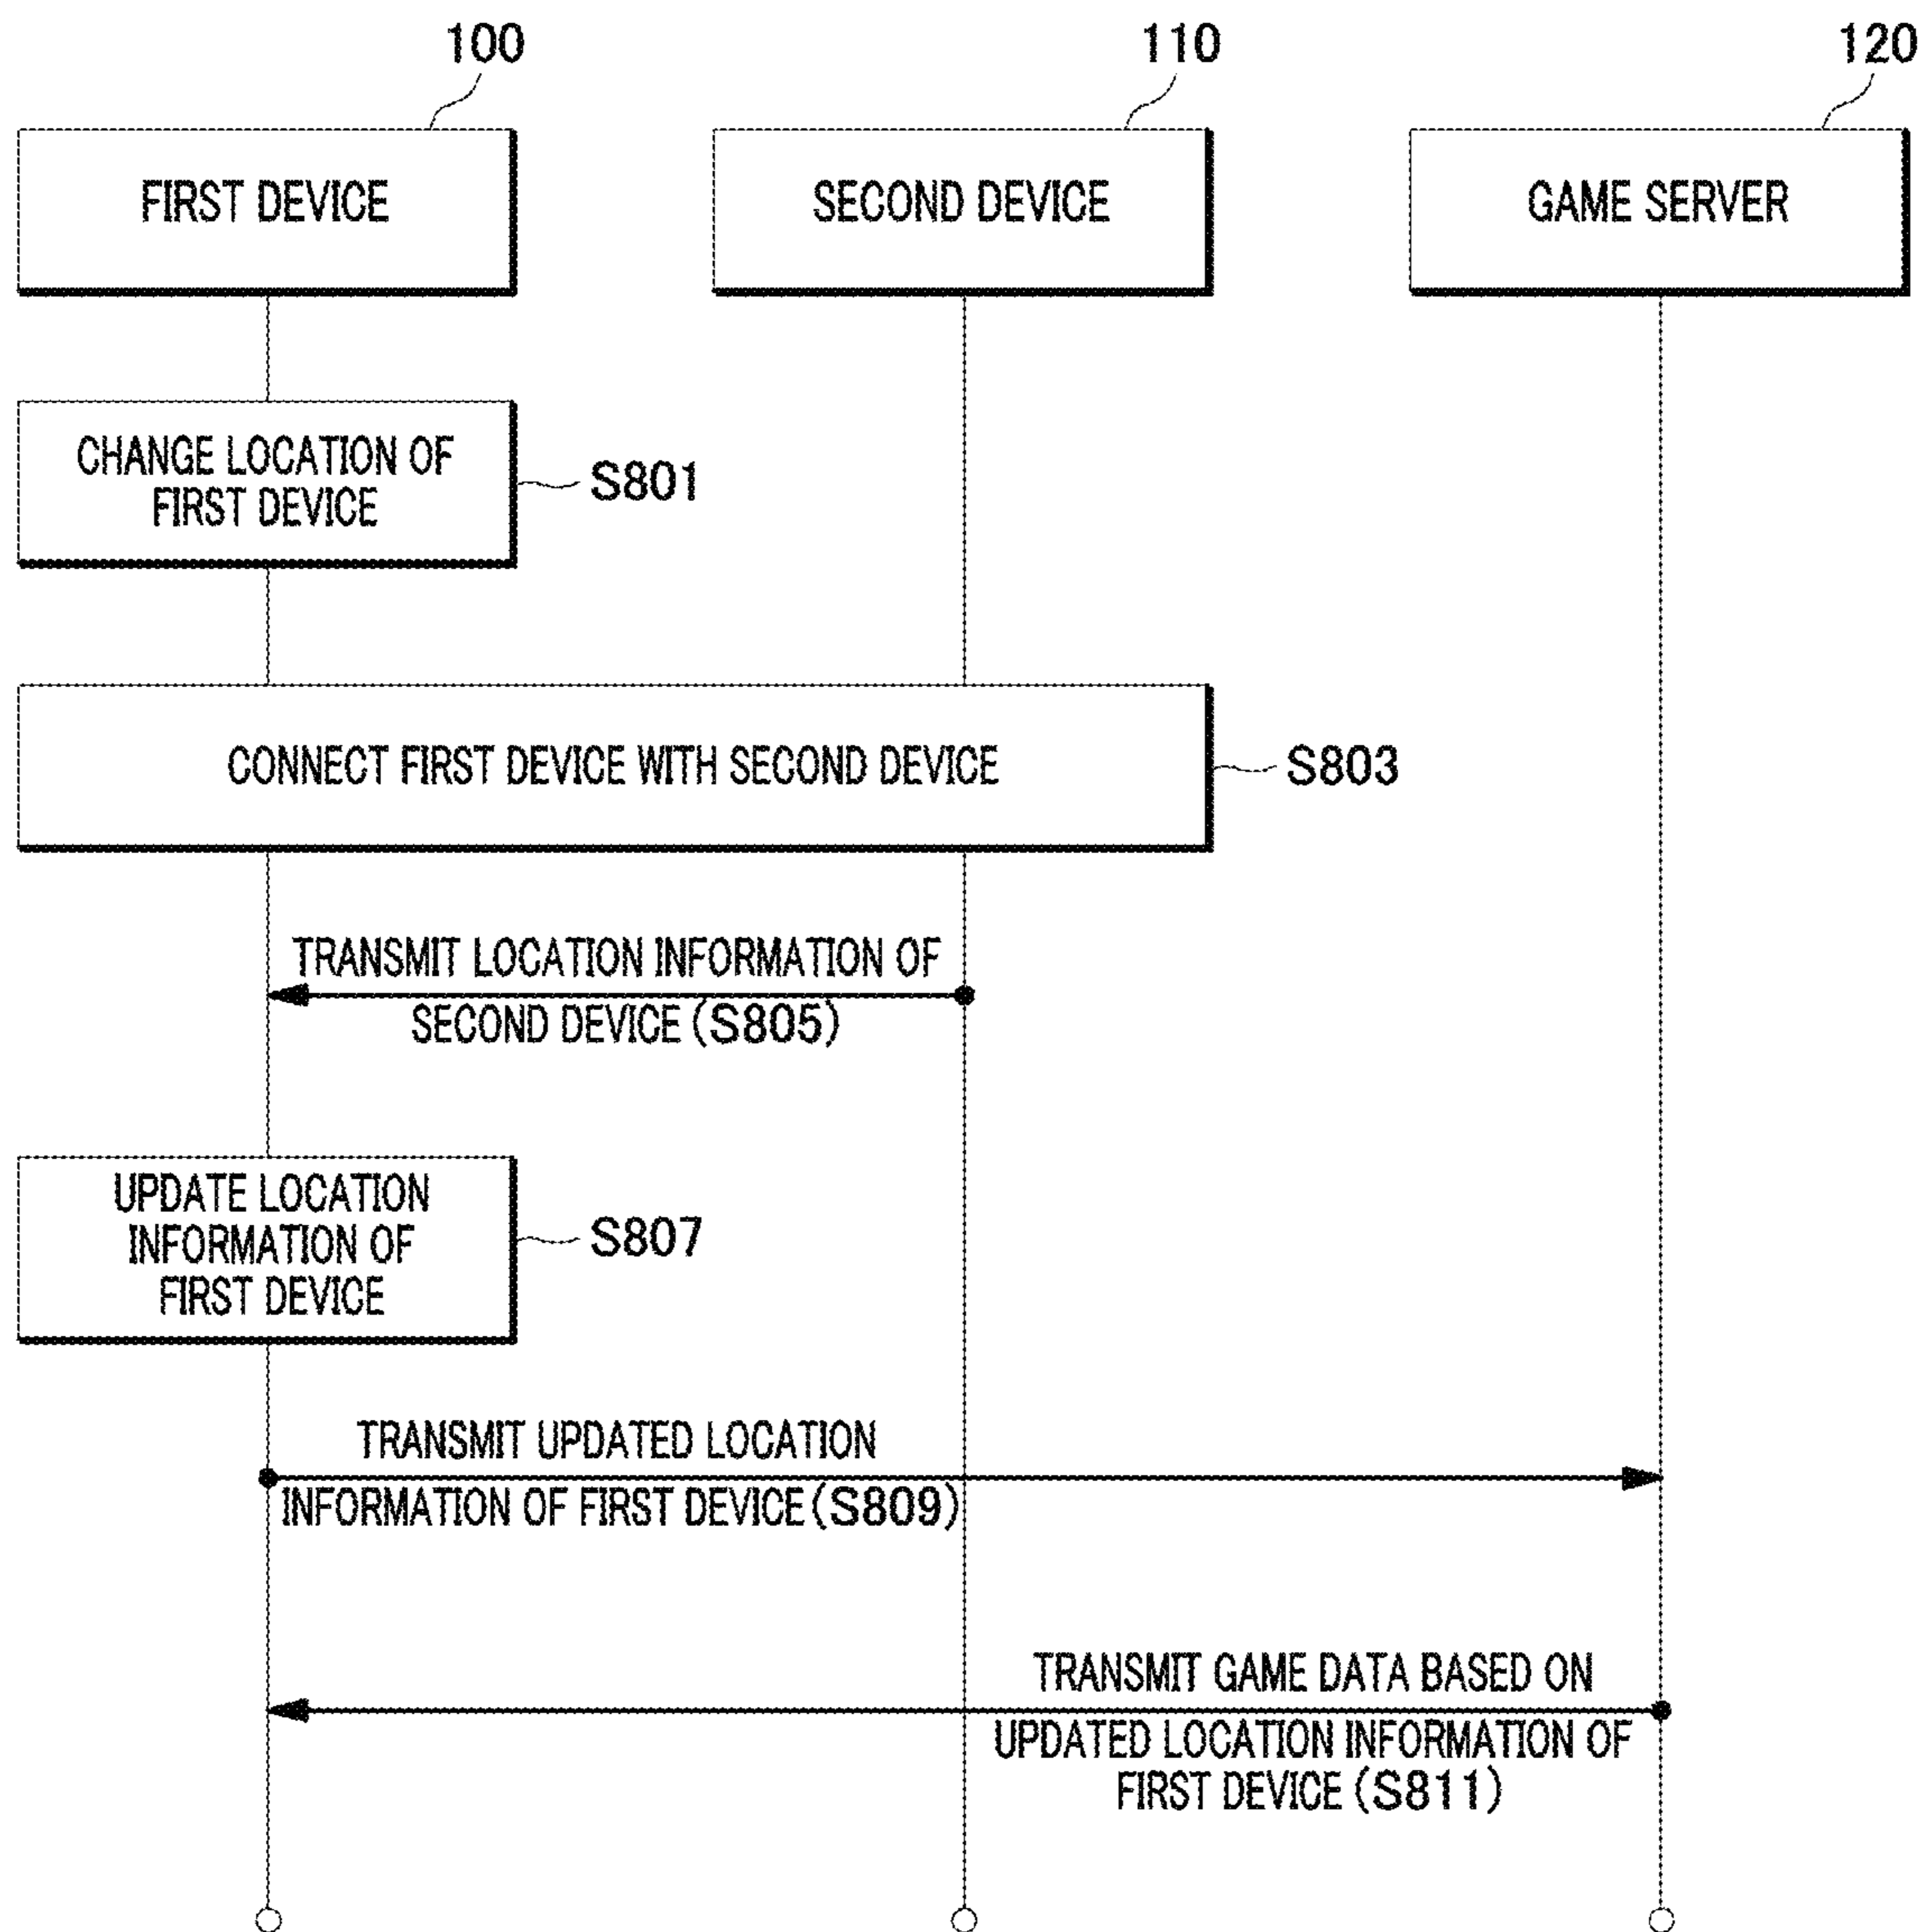 100
110
120
FIRST DEVICE
SECOND DEVICE
GAME SERVER
CHANGE LOCATION OF
FIRST DEVICE
S801
CONNECT FIRST DEVICE WITH SECOND DEVICE
S803
TRANSMIT LOCATION INFORMATION OF
SECOND DEVICE (S805)
UPDATE LOCATION
INFORMATION OF
FIRST DEVICE
S807
TRANSMIT UPDATED LOCATION
INFORMATION OF FIRST DEVICE (S809)
TRANSMIT GAME DATA BASED ON
UPDATED LOCATION INFORMATION OF
FIRST DEVICE (S811)